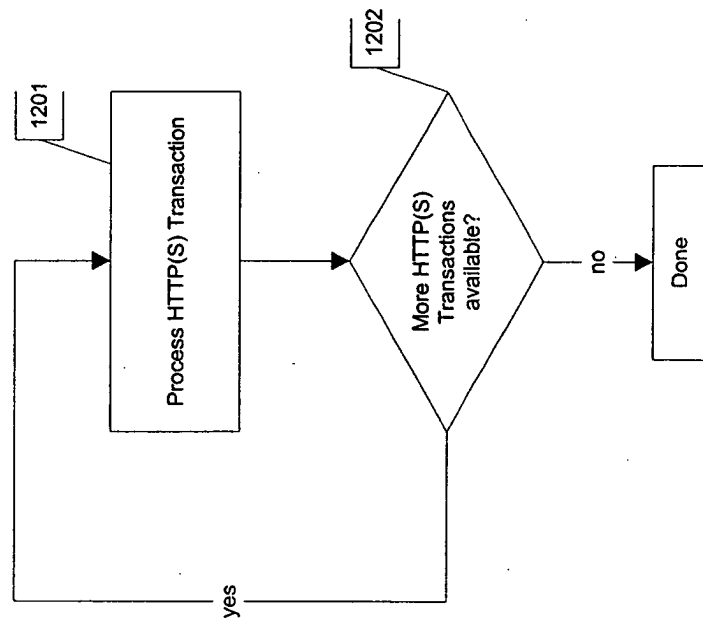 1201
Process HTTP(S) Transaction
1202
More HTTP(S)
Transactions
available?
yes
no
Done